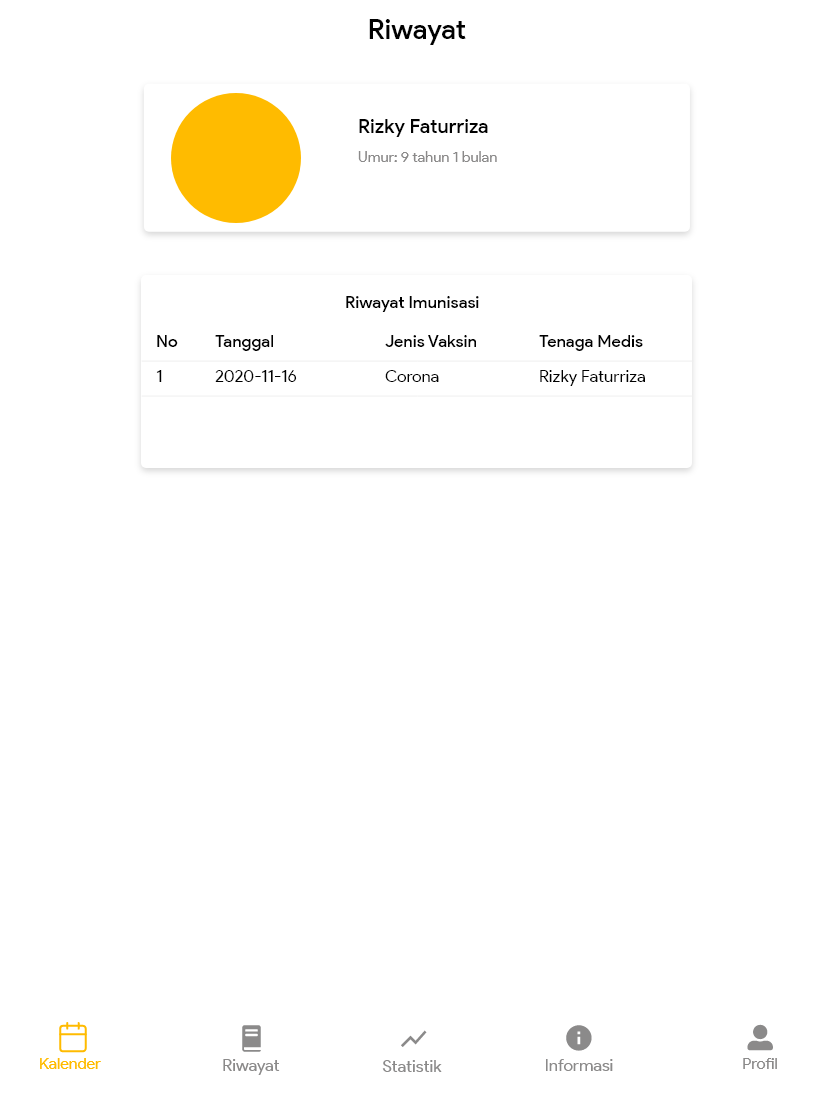 Riwayat
Rizky Faturriza
Umur: 9 tahun 1 bulan
Riwayat Imunisasi
No Tanggal Jenis Vaksin Tenaga Medis
1 2020-11-16 Corona Rizky Faturriza
Kalender Riwayat Statistik Informasi Profil